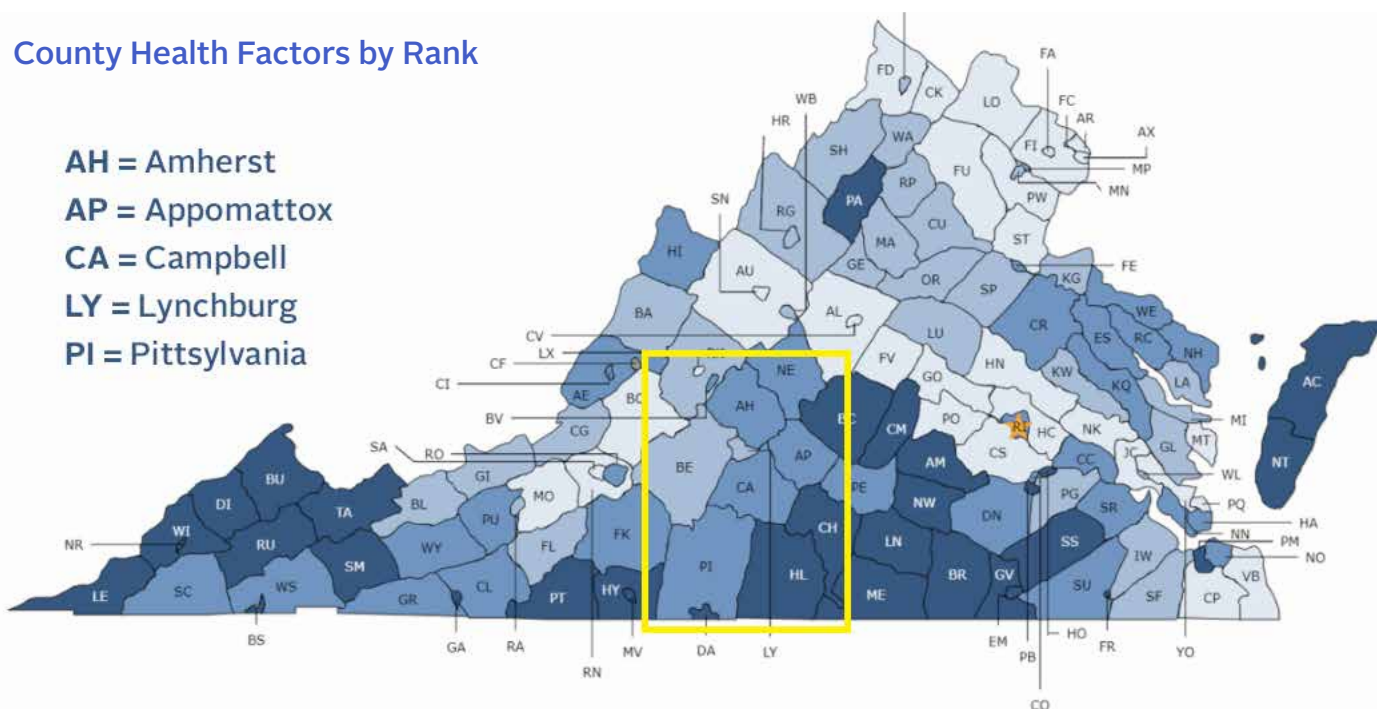 County Health Factors by Rank
AH = Amherst
AP = Appomattox
CA = Campbell
LY = Lynchburg
PI = Pittsylvania
FD
CK
LO
FA
FC
AR
AX
WB
HR
SH
WA
FI
MP
MN
FU
RP
PW
PA
SN
RG
CU
MA
ST
HI
GE
FE
AU
OR
KG
SP
BA
AL
CR
WE
CV
LU
ES
RC
NH
LX
CF
FV
HN
CI
NE
GO
KW
KQ
LA
AC
AE
BV
AH
BC
CM
PO
RI
HC
NK
MI
MT
SA
RO
CG
CS
GL
NT
BE
AP
AM
CC
JC
WL
BU
GI
CA
PE
DI
TA
BL
MO
NW
PG
PQ
PU
DN
SR
HA
NR
WI
RU
CH
NN
PM
WY
FL
FK
LN
SS
IW
NO
SM
PI
HL
VB
LE
SC
WS
GR
CL
PT
HY
ME
BR
GV
SU
SF
CP
BS
GA
RA
RN
MV
DA
LY
EM
PB
HO
FR
YO
CO